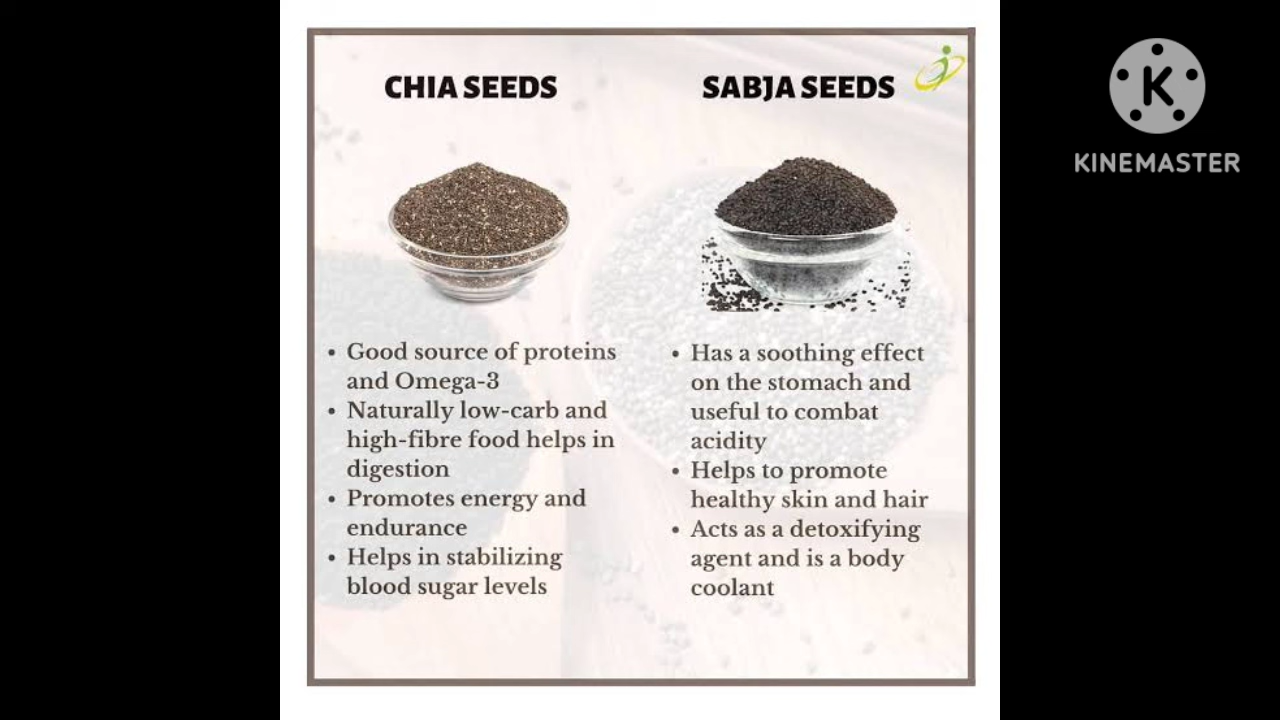 CHIA SEEDS
Good source of proteins
and Omega-3
Naturally low-carb and
high-fibre food helps in
digestion
Promotes energy and
endurance
Helps in stabilizing
blood sugar levels
SABJA SEEDS
Has a soothing effect
on the stomach and
useful to combat
acidity
Helps to promote
healthy skin and hair
Acts as a detoxifying
agent and is a body
coolant
K
KINEMASTER